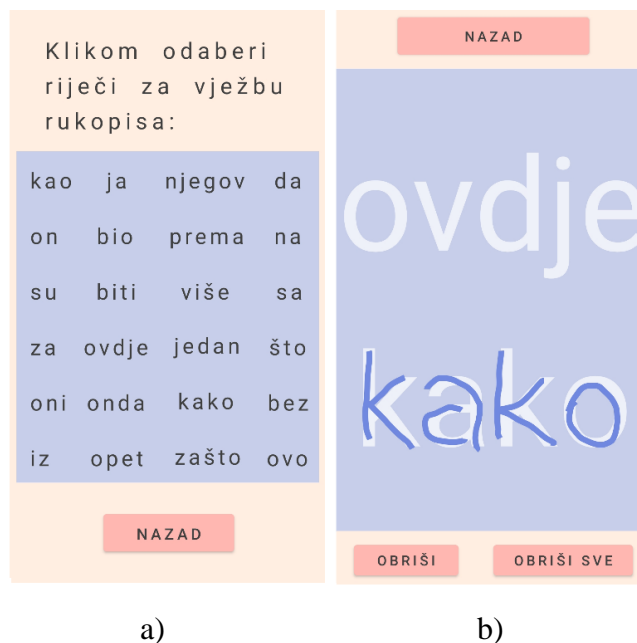 Klikom odaberi
riječi za vježbu
rukopisa:
kao ja njegov da
on bio prema na
su biti više sa
za ovdje jedan što
oni onda kako bez
iz opet zašto ovo
NAZAD
a)
NAZAD
ovdje
kako
OBRIŠI OBRIŠI SVE
b)